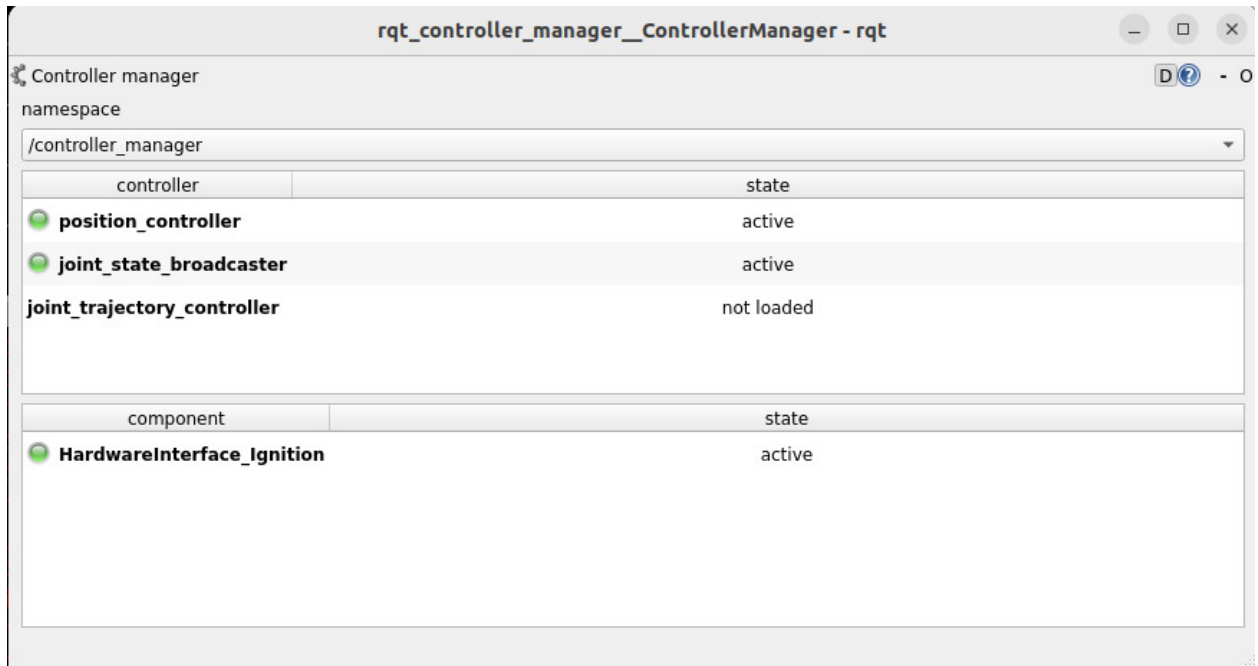 rqt_controller_manager__ControllerManager - rqt
Controller manager
D ? - O
namespace
/controller_manager
controller state
position_controller active
joint_state_broadcaster active
joint_trajectory_controller not loaded
component state
HardwareInterface_Ignition active